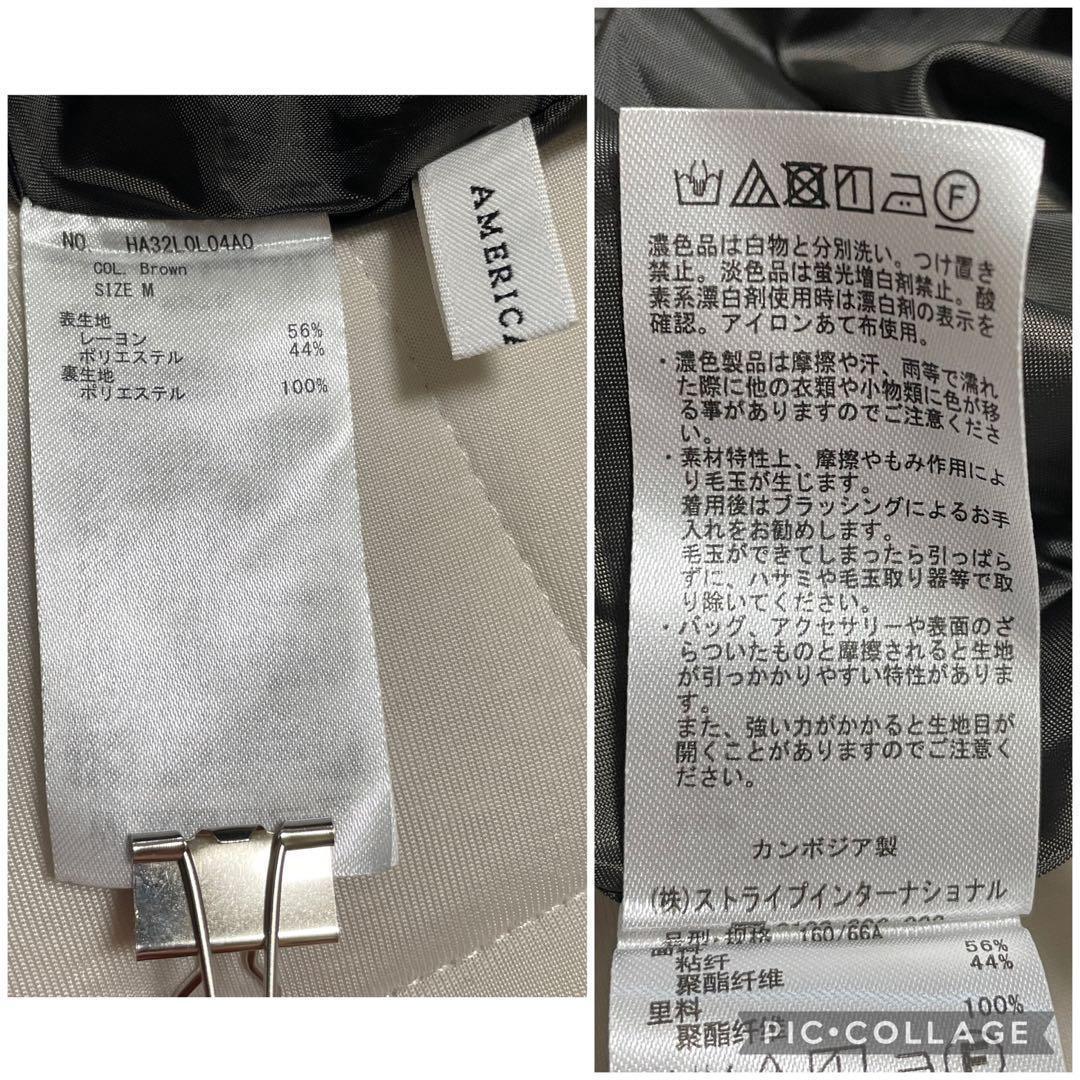 NO HA32L0L04A0
COL. Brown
SIZE M
表生地
レーヨン 56%
ポリエステル 44%
裏生地
ポリエステル 100%
AMERICA
F
濃色品は白物と分別洗い。つけ置き
禁止。淡色品は蛍光増白剤禁止。酸
素系漂白剤使用時は漂白剤の表示を
確認。アイロンあて布使用。
・濃色製品は摩擦や汗、雨等で濡れ
た際に他の衣類や小物類に色が移
る事がありますのでご注意くださ
い。
・素材特性上、摩擦やもみ作用によ
り毛玉が生じます。
着用後はブラッシングによるお手
入れをお勧めします。
毛玉ができてしまったら引っぱら
ずに、ハサミや毛玉取り器等で取
り除いてください。
・バッグ、アクセサリーや表面のざ
らついたものと摩擦されると生地
が引っかかりやすい特性がありま
す。
また、強い力がかかると生地目が
開くことがありますのでご注意く
ださい。
カンボジア製
(株)ストライプインターナショナル
品型・规格 160/66A
粘纤 56%
聚酯纤维 44%
里料
聚酯纤维 100%
PIC•COLLAGE